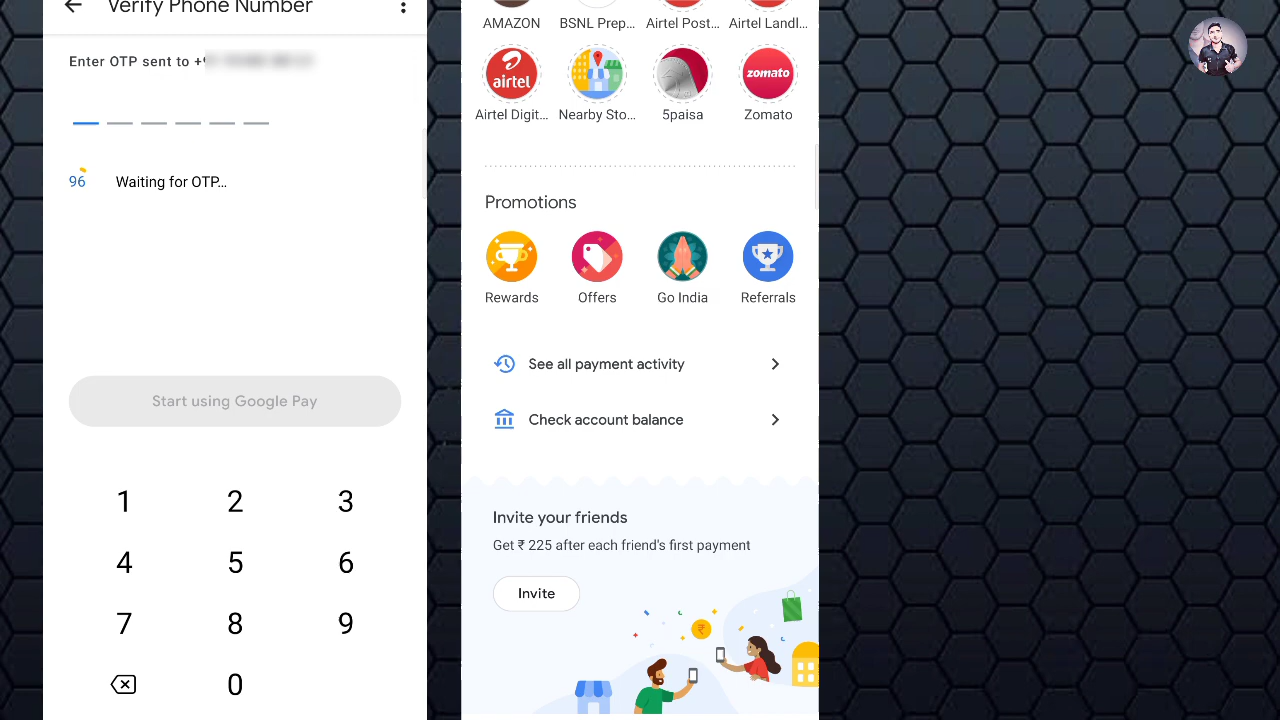 Verify Phone Number
Enter OTP sent to +
96 Waiting for OTP...
Start using Google Pay
1 2 3
4 5 6
7 8 9
0
AMAZON BSNL Prep... Airtel Post... Airtel Landl...
airtel zomato
Airtel Digit... Nearby Sto... 5paisa Zomato
Promotions
Rewards Offers Go India Referrals
See all payment activity
Check account balance
Invite your friends
Get ₹ 225 after each friend's first payment
Invite
₹